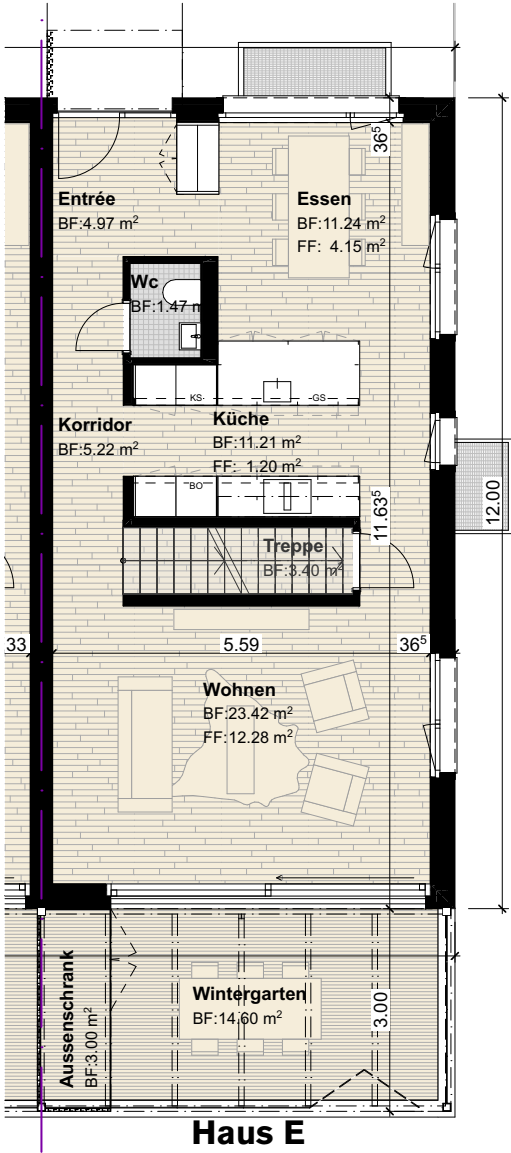 36⁵
Entrée
BF:4.97 m²
Essen
BF:11.24 m²
FF: 4.15 m²
Wc
BF:1.47 m
KS
GS
Korridor
BF:5.22 m²
Küche
BF:11.21 m²
FF: 1.20 m²
BO
12.00
11.63⁵
Treppe
BF:3.40 m²
33
5.59
36⁵
Wohnen
BF:23.42 m²
FF:12.28 m²
Aussenschrank
BF:3.00 m²
Wintergarten
BF:14.60 m²
3.00
Haus E